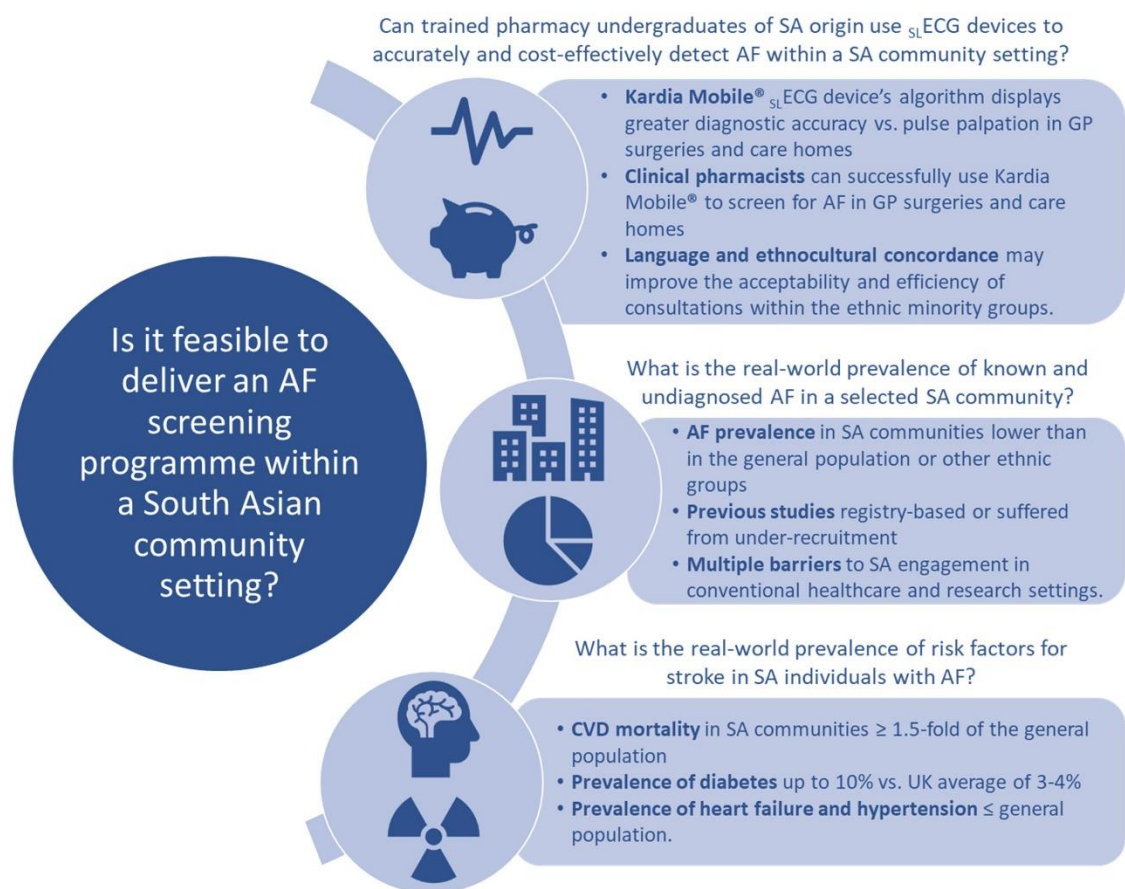 Can trained pharmacy undergraduates of SA origin use SLECG devices to
accurately and cost-effectively detect AF within a SA community setting?
• Kardia Mobile® SLECG device's algorithm displays
greater diagnostic accuracy vs. pulse palpation in GP
surgeries and care homes
• Clinical pharmacists can successfully use Kardia
Mobile® to screen for AF in GP surgeries and care
homes
• Language and ethnocultural concordance may
improve the acceptability and efficiency of
consultations within the ethnic minority groups.
Is it feasible to
deliver an AF
screening
programme within
a South Asian
community
setting?
What is the real-world prevalence of known and
undiagnosed AF in a selected SA community?
• AF prevalence in SA communities lower than
in the general population or other ethnic
groups
• Previous studies registry-based or suffered
from under-recruitment
• Multiple barriers to SA engagement in
conventional healthcare and research settings.
What is the real-world prevalence of risk factors for
stroke in SA individuals with AF?
• CVD mortality in SA communities ≥ 1.5-fold of the general
population
• Prevalence of diabetes up to 10% vs. UK average of 3-4%
• Prevalence of heart failure and hypertension ≤ general
population.